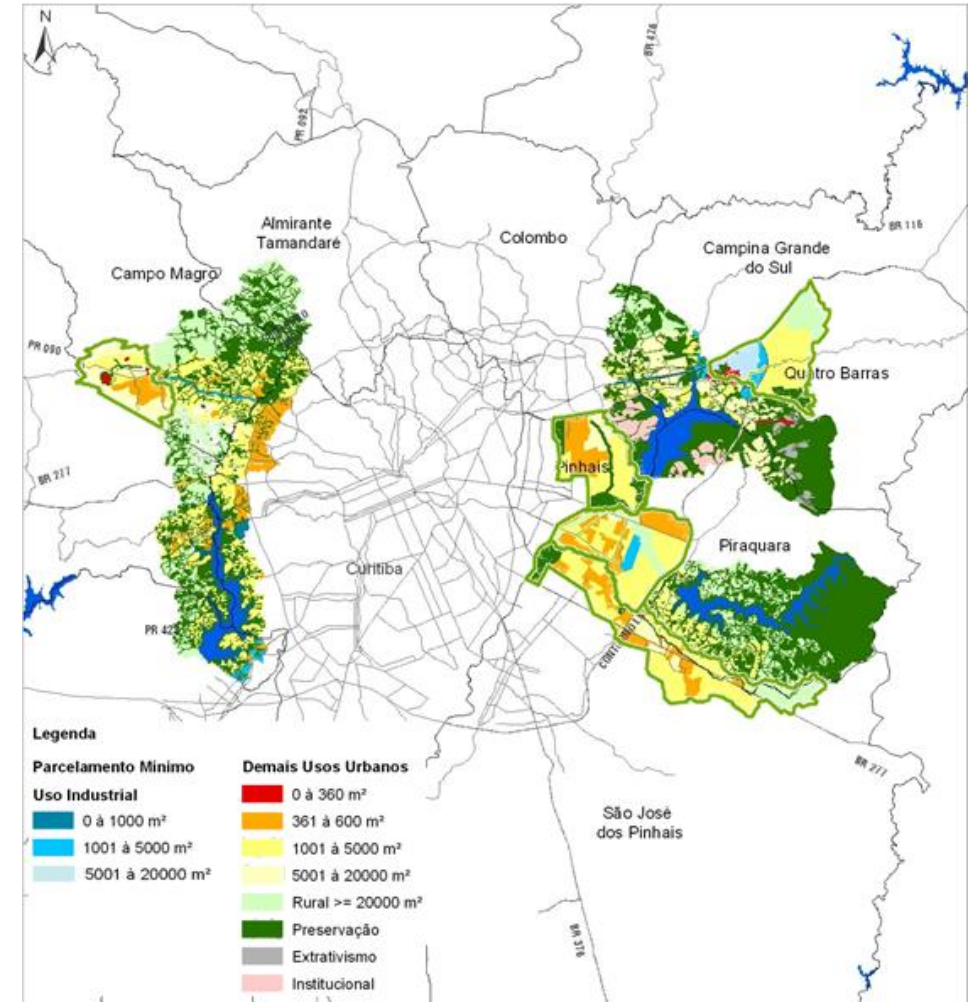 N
BR 476
PR 092
Almirante
Tamandaré
Colombo
BR 116
Campina Grande
do Sul
Campo Magro
PR 090
Quatro Barras
Pinhais
BR 277
Piraquara
Curitiba
PR 42
CONTORNO L
BR 277
São José
dos Pinhais
BR 376
Legenda
Parcelamento Minimo
Uso Industrial
0 à 1000 m²
1001 à 5000 m²
5001 à 20000 m²
Demais Usos Urbanos
0 à 360 m²
361 à 600 m²
1001 à 5000 m²
5001 à 20000 m²
Rural >= 20000 m²
Preservação
Extrativismo
Institucional